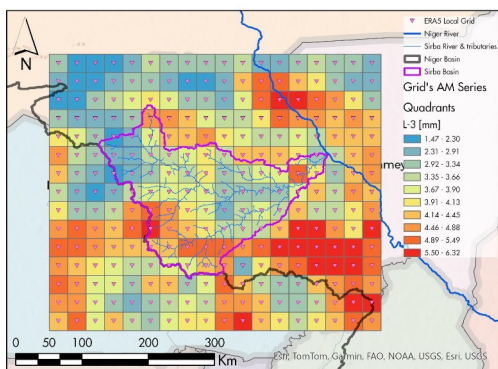 N
ERA5 Local Grid
Niger River
Sirba River & tributaries
Niger Basin
Sirba Basin
Grid's AM Series
Quadrants
L-3 [mm]
1.47 - 2.30
2.31 - 2.91
2.92 - 3.34
3.35 - 3.66
3.67 - 3.90
3.91 - 4.13
4.14 - 4.45
4.46 - 4.88
4.89 - 5.49
5.50 - 6.32
mey
0 50 100 200 300
Km
Esri, TomTom, Garmin, FAO, NOAA, USGS, Esri, USGS